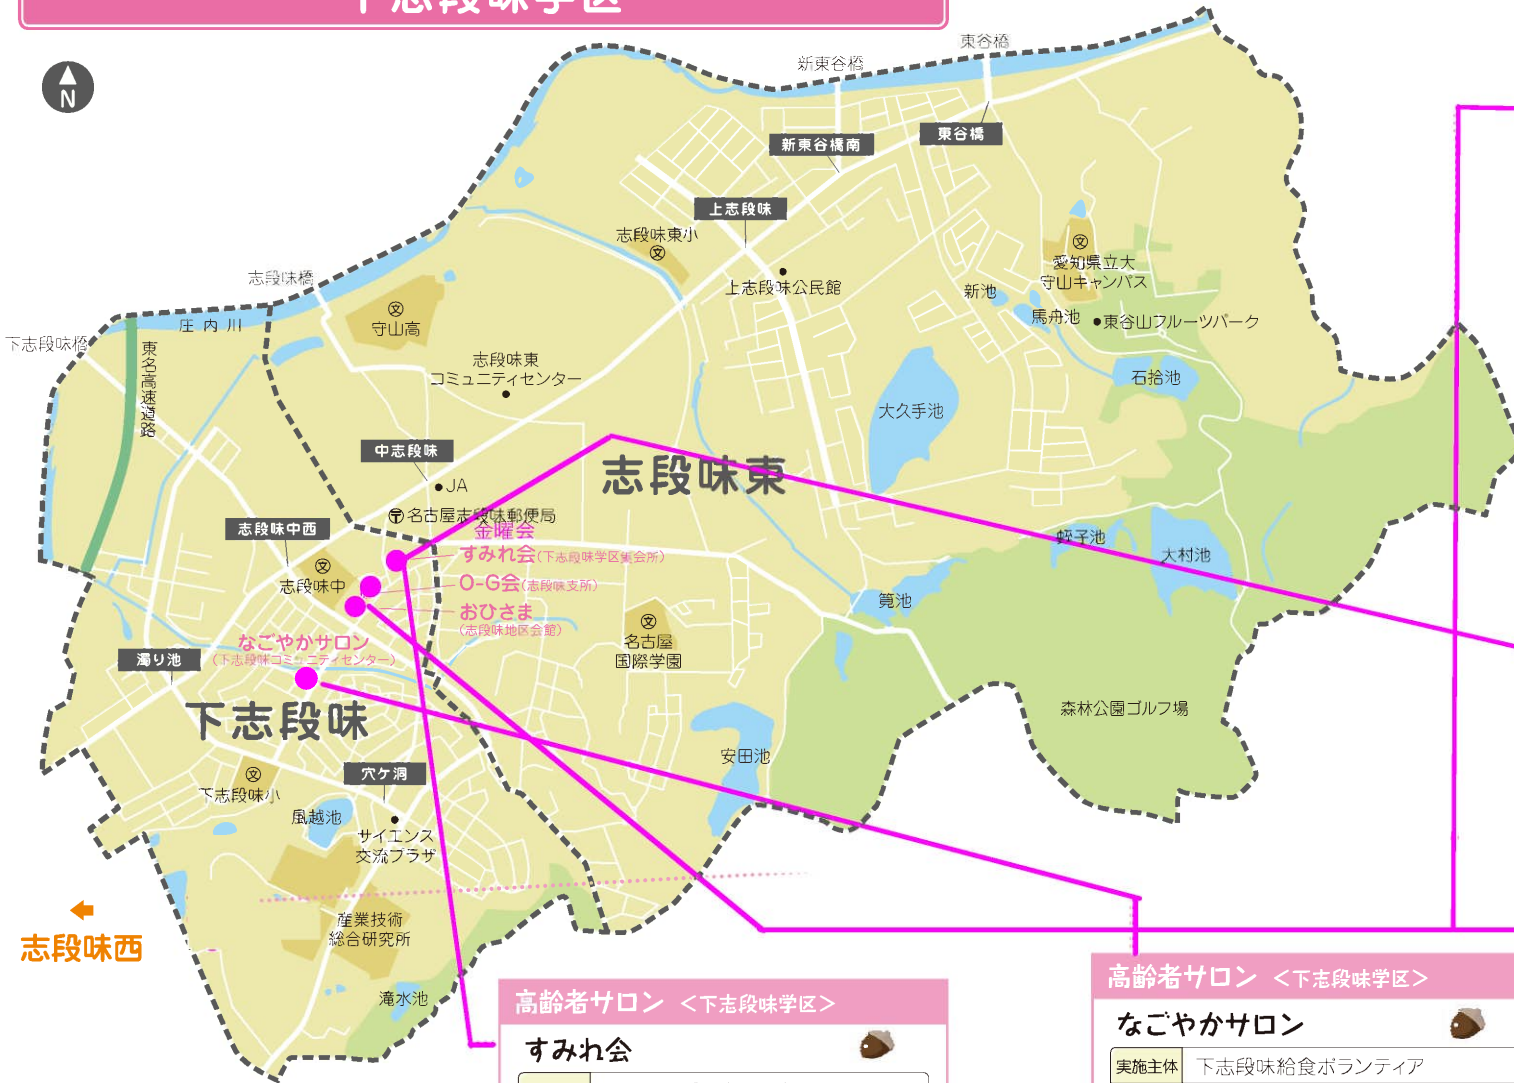 下志段味学区
N
東谷橋
新東谷橋
東谷橋
新東谷橋南
上志段味
志段味東小
文
上志段味公民館
文
愛知県立大
守山キャンパス
新池
馬舟池
東谷山フルーツパーク
石拾池
大久手池
志段味橋
文
守山高
庄内川
下志段味橋
東名高速道路
志段味東
コミュニティセンター
中志段味
JA
志段味東
〒名古屋志段味郵便局
金曜会
すみれ会(下志段味学区集会所)
O-G会(志段味支所)
おひさま
(志段味地区会館)
志段味中西
文
志段味中
なごやかサロン
(下志段味コミュニティセンター)
濁り池
下志段味
文
名古屋
国際学園
筧池
蛭子池
大村池
森林公園ゴルフ場
安田池
穴ケ洞
文
下志段味小
風越池
サイエンス
交流プラザ
産業技術
総合研究所
滝水池
志段味西
高齢者サロン <下志段味学区>
すみれ会
高齢者サロン <下志段味学区>
なごやかサロン
実施主体 下志段味給食ボランティア